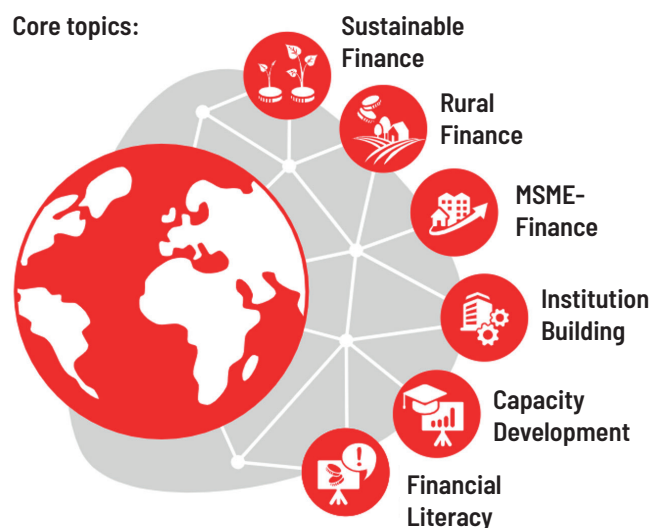 Core topics:
Sustainable
Finance
Rural
Finance
MSME-
Finance
Institution
Building
Capacity
Development
Financial
Literacy